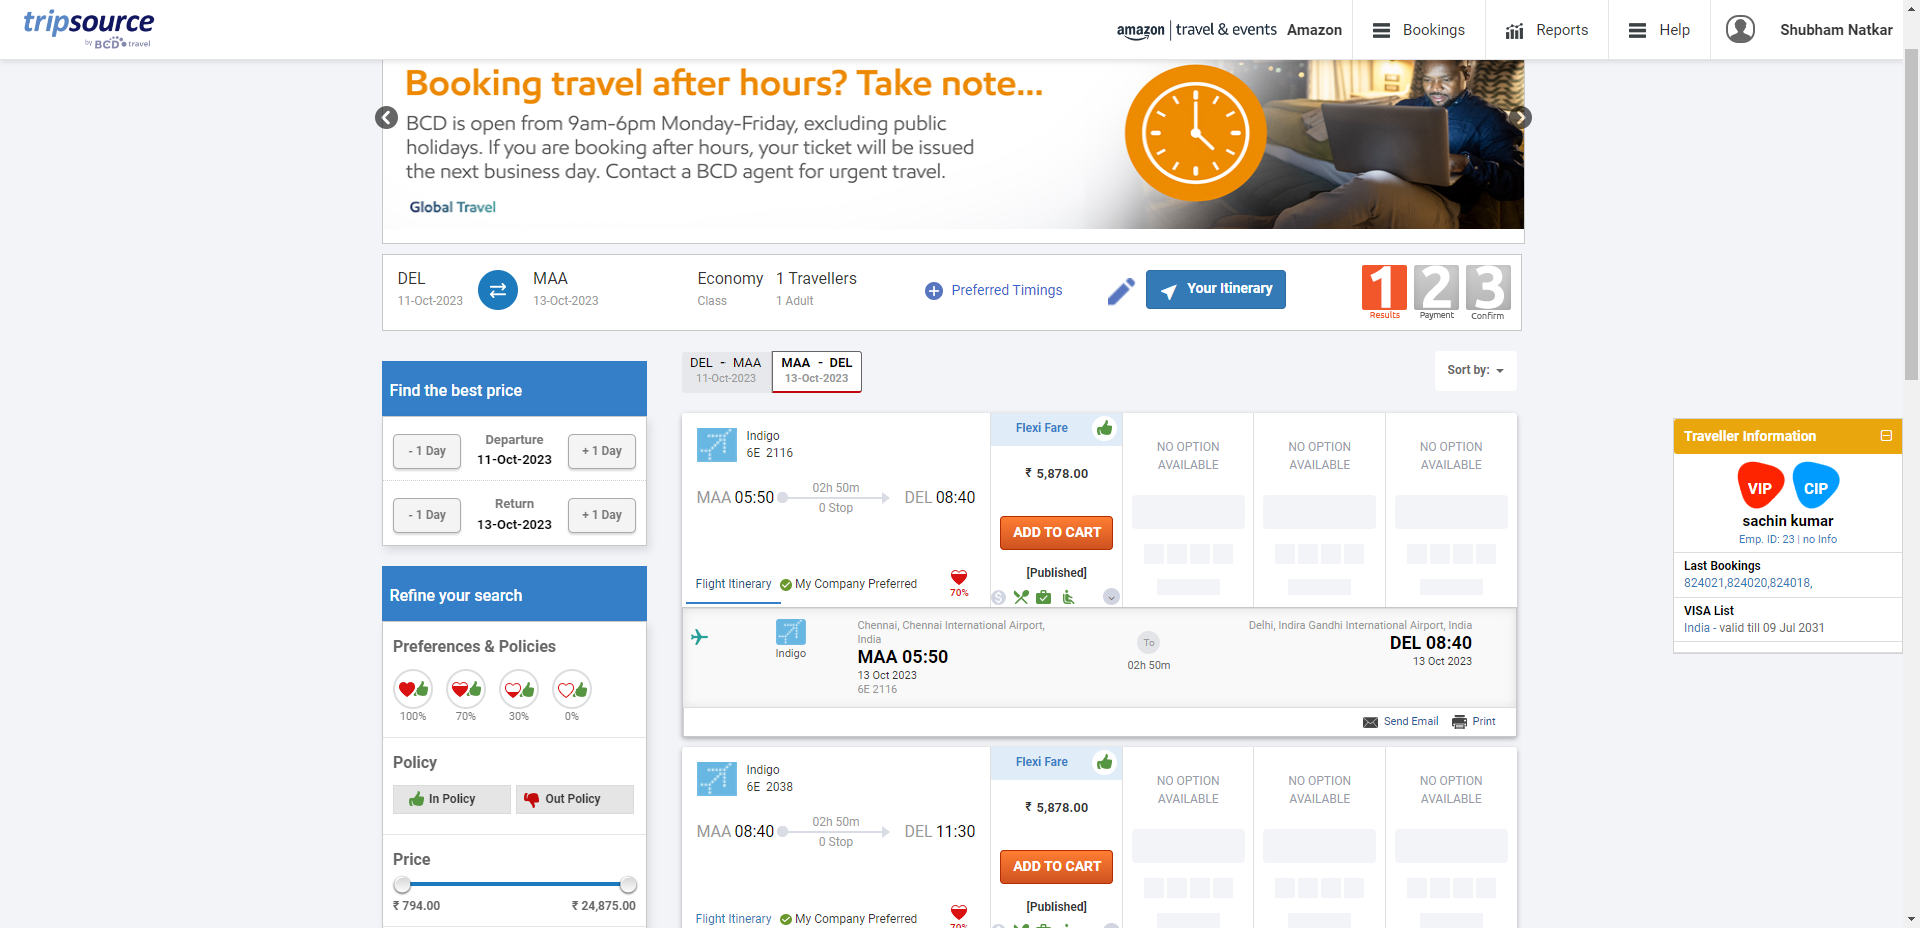 tripsource
by BCD travel
amazon | travel & events Amazon
Bookings
Reports
Help
Shubham Natkar
Booking travel after hours? Take note...
BCD is open from 9am-6pm Monday-Friday, excluding public
holidays. If you are booking after hours, your ticket will be issued
the next business day. Contact a BCD agent for urgent travel.
Global Travel
DEL
11-Oct-2023
MAA
13-Oct-2023
Economy
Class
1 Travellers
1 Adult
Preferred Timings
Your Itinerary
1
Results
2
Payment
3
Confirm
Find the best price
- 1 Day
Departure
11-Oct-2023
+ 1 Day
- 1 Day
Return
13-Oct-2023
+ 1 Day
Refine your search
Preferences & Policies
100%
70%
30%
0%
Policy
In Policy
Out Policy
Price
₹ 794.00
₹ 24,875.00
DEL - MAA
11-Oct-2023
MAA - DEL
13-Oct-2023
Sort by:
Indigo
6E 2116
MAA 05:50
02h 50m
0 Stop
DEL 08:40
Flight Itinerary
My Company Preferred
70%
Flexi Fare
₹ 5,878.00
ADD TO CART
[Published]
NO OPTION
AVAILABLE
NO OPTION
AVAILABLE
NO OPTION
AVAILABLE
Indigo
Chennai, Chennai International Airport,
India
MAA 05:50
13 Oct 2023
6E 2116
To
02h 50m
Delhi, Indira Gandhi International Airport, India
DEL 08:40
13 Oct 2023
Send Email
Print
Indigo
6E 2038
MAA 08:40
02h 50m
0 Stop
DEL 11:30
Flight Itinerary
My Company Preferred
70%
Flexi Fare
₹ 5,878.00
ADD TO CART
[Published]
NO OPTION
AVAILABLE
NO OPTION
AVAILABLE
NO OPTION
AVAILABLE
Traveller Information
VIP
CIP
sachin kumar
Emp. ID: 23 | no Info
Last Bookings
824021,824020,824018,
VISA List
India - valid till 09 Jul 2031